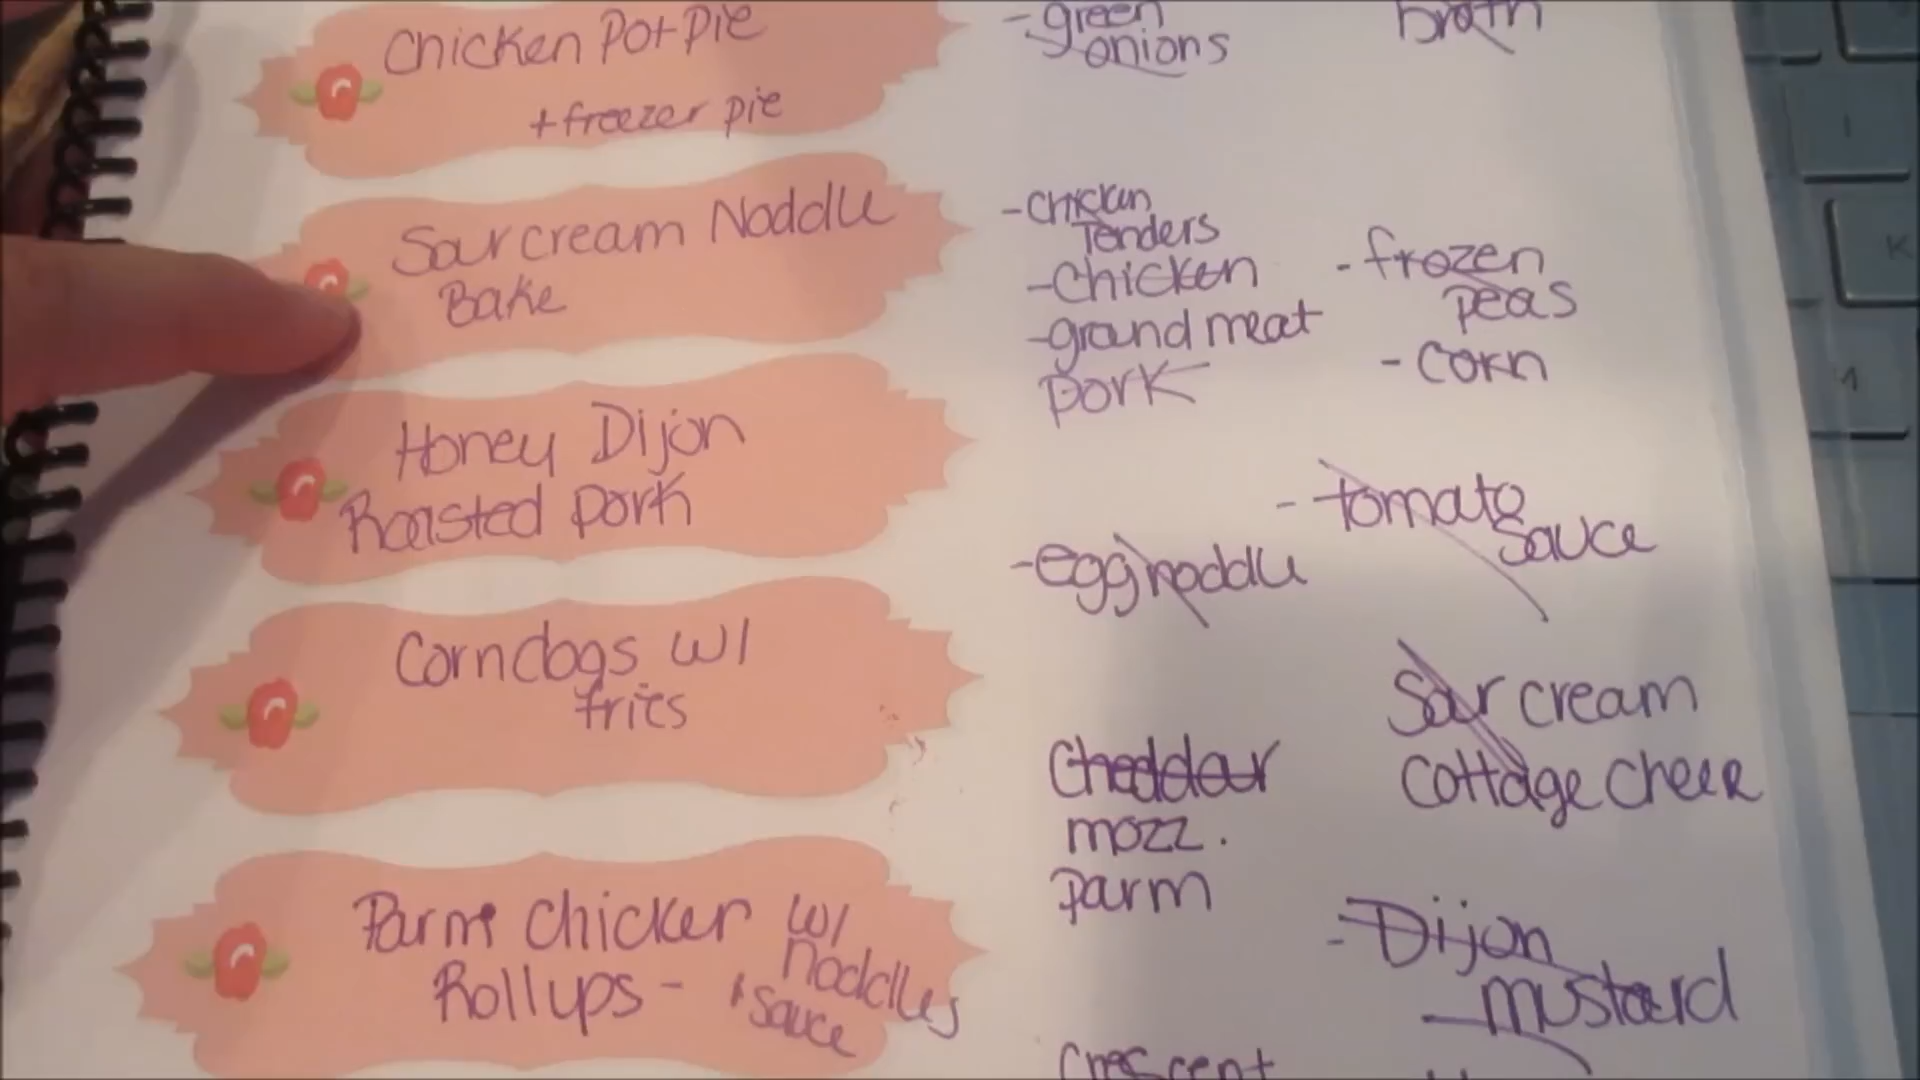 Chicken Pot Pie
+ freezer pie
Sour cream Noddle
Bake
Honey Dijon
Roasted Pork
Corndogs w/
fries
Parm Chicken w/
Noddles
Rollups -
+ sauce
- green
onions
- chicken
Tenders
- Chicken
- ground meat
pork
- egg noddle
Cheddar
mozz.
parm
Crescent
broth
- frozen
peas
- corn
- tomato
sauce
Sour cream
Cottage Cheese
- Dijon
- mustard